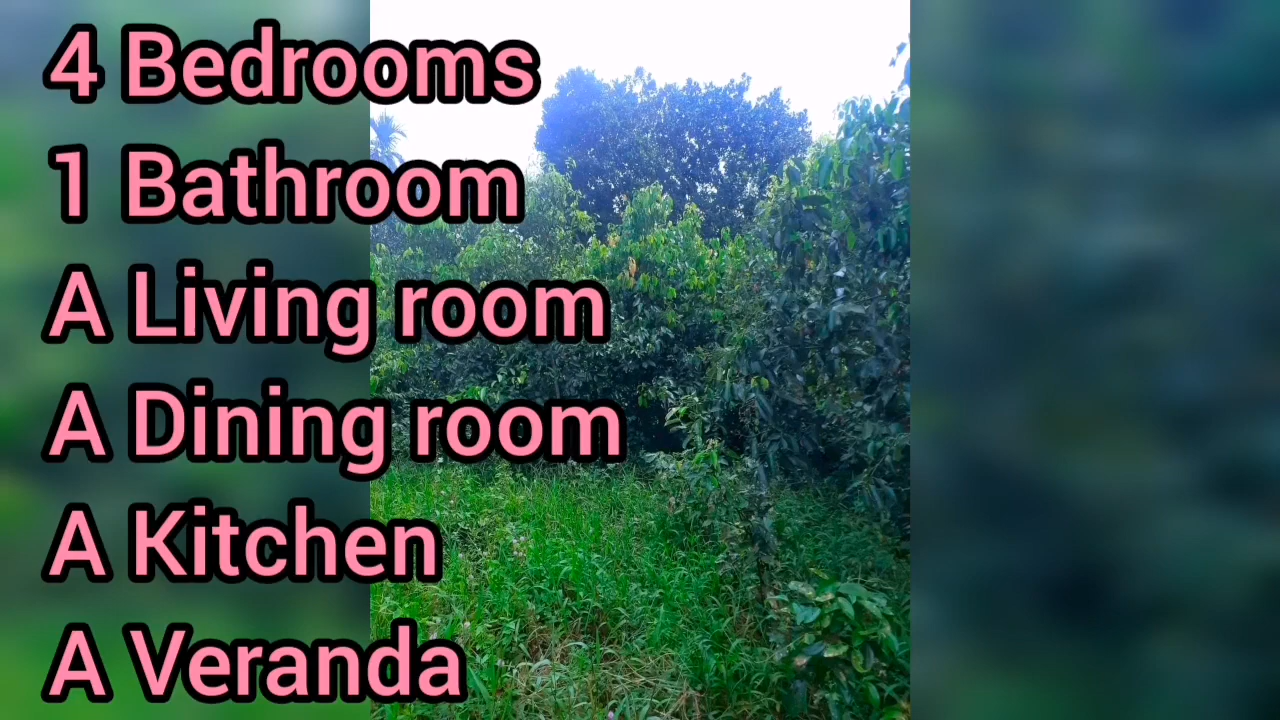 4 Bedrooms
1 Bathroom
A Living room
A Dining room
A Kitchen
A Veranda